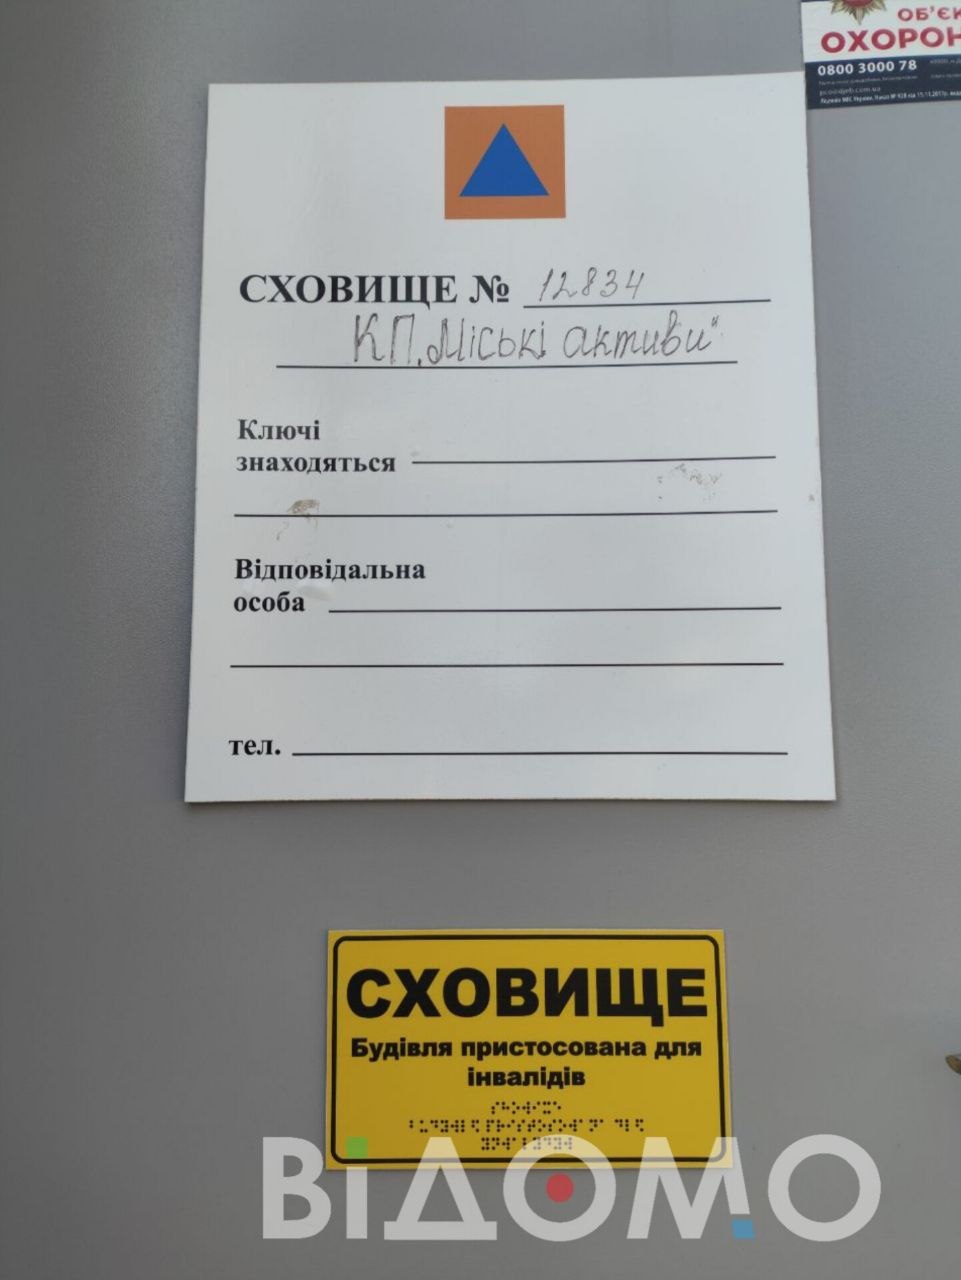 ОБ’ЄК
ОХОРОН
0800 3000 78
СХОВИЩЕ № 12834
КП „Міські активи“
Ключі
знаходяться
Відповідальна
особа
тел.
СХОВИЩЕ
Будівля пристосована для
інвалідів
ВіДОМО